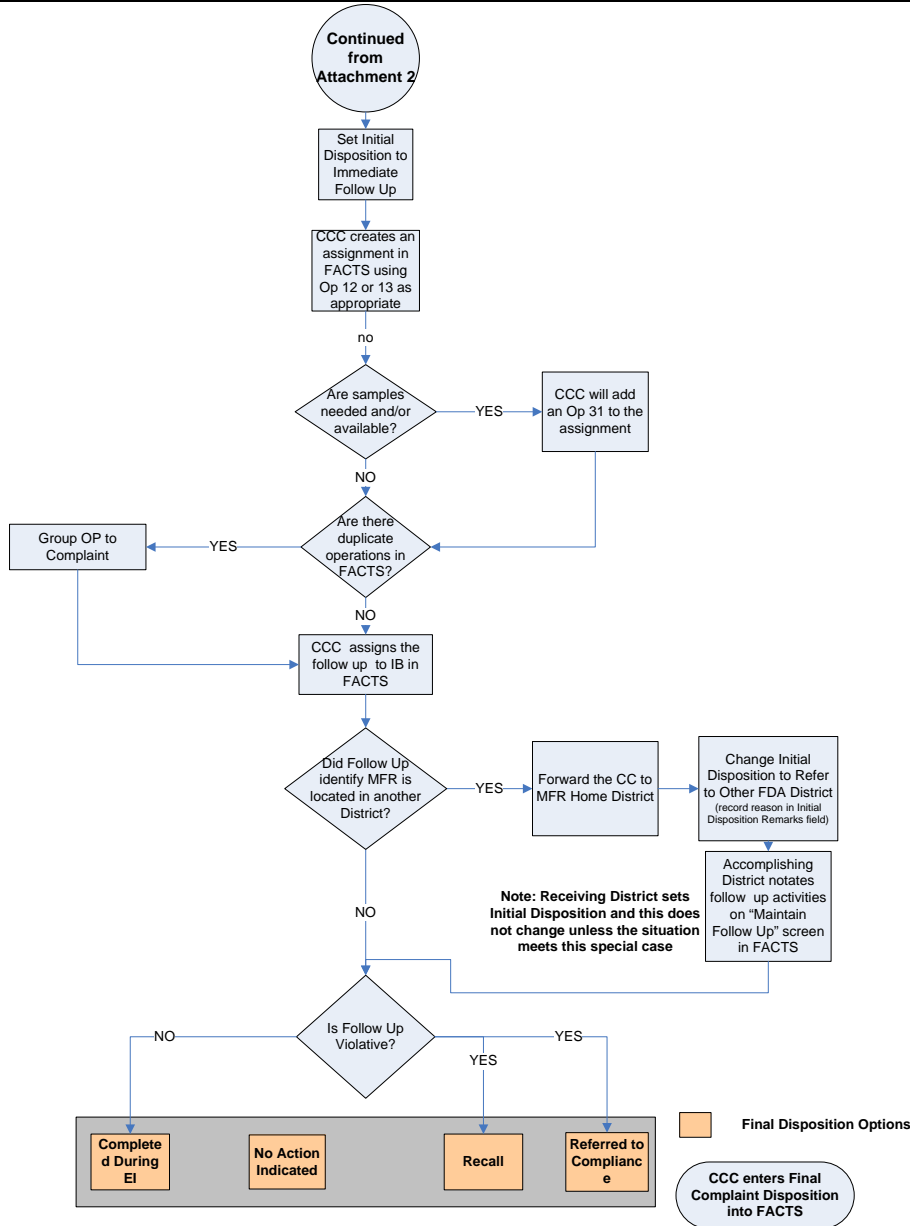 Continued
from
Attachment 2
Set Initial
Disposition to
Immediate
Follow Up
CCC creates an
assignment in
FACTS using
Op 12 or 13 as
appropriate
no
Are samples
needed and/or
available?
YES
CCC will add
an Op 31 to the
assignment
NO
Are there
duplicate
operations in
FACTS?
YES
Group OP to
Complaint
NO
CCC assigns the
follow up to IB in
FACTS
Did Follow Up
identify MFR is
located in another
District?
YES
Forward the CC to
MFR Home District
Change Initial
Disposition to Refer
to Other FDA District
(record reason in Initial
Disposition Remarks field)
Accomplishing
District notates
follow up activities
on “Maintain
Follow Up” screen
in FACTS
Note: Receiving District sets
Initial Disposition and this does
not change unless the situation
meets this special case
NO
Is Follow Up
Violative?
NO
YES
YES
Complete
d During
EI
No Action
Indicated
Recall
Referred to
Complianc
e
Final Disposition Options
CCC enters Final
Complaint Disposition
into FACTS